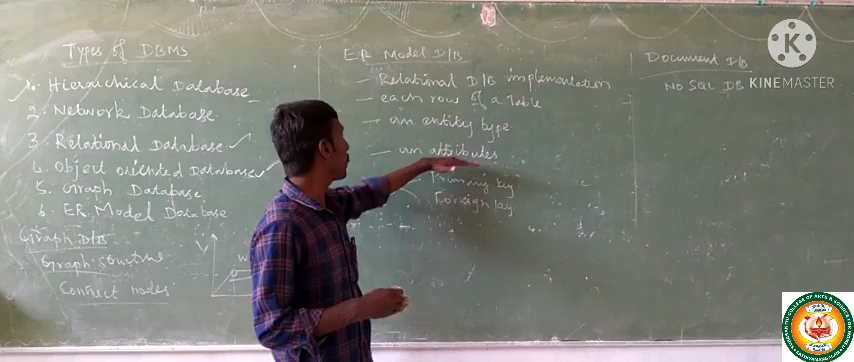 Types of DBMS
1. Hierarchical Database
2. Network Database
3. Relational Database
4. Object oriented Database
5. Graph Database
6. ER Model Database
Graph D/B
Graph structure
Connect nodes
V
ER Model D/B
- Relational D/B implementation
- each row of a Table
- an entity type
- an attributes
Primary key
Foreign key
Document D/B
NO SQL DB
K
KINEMASTER